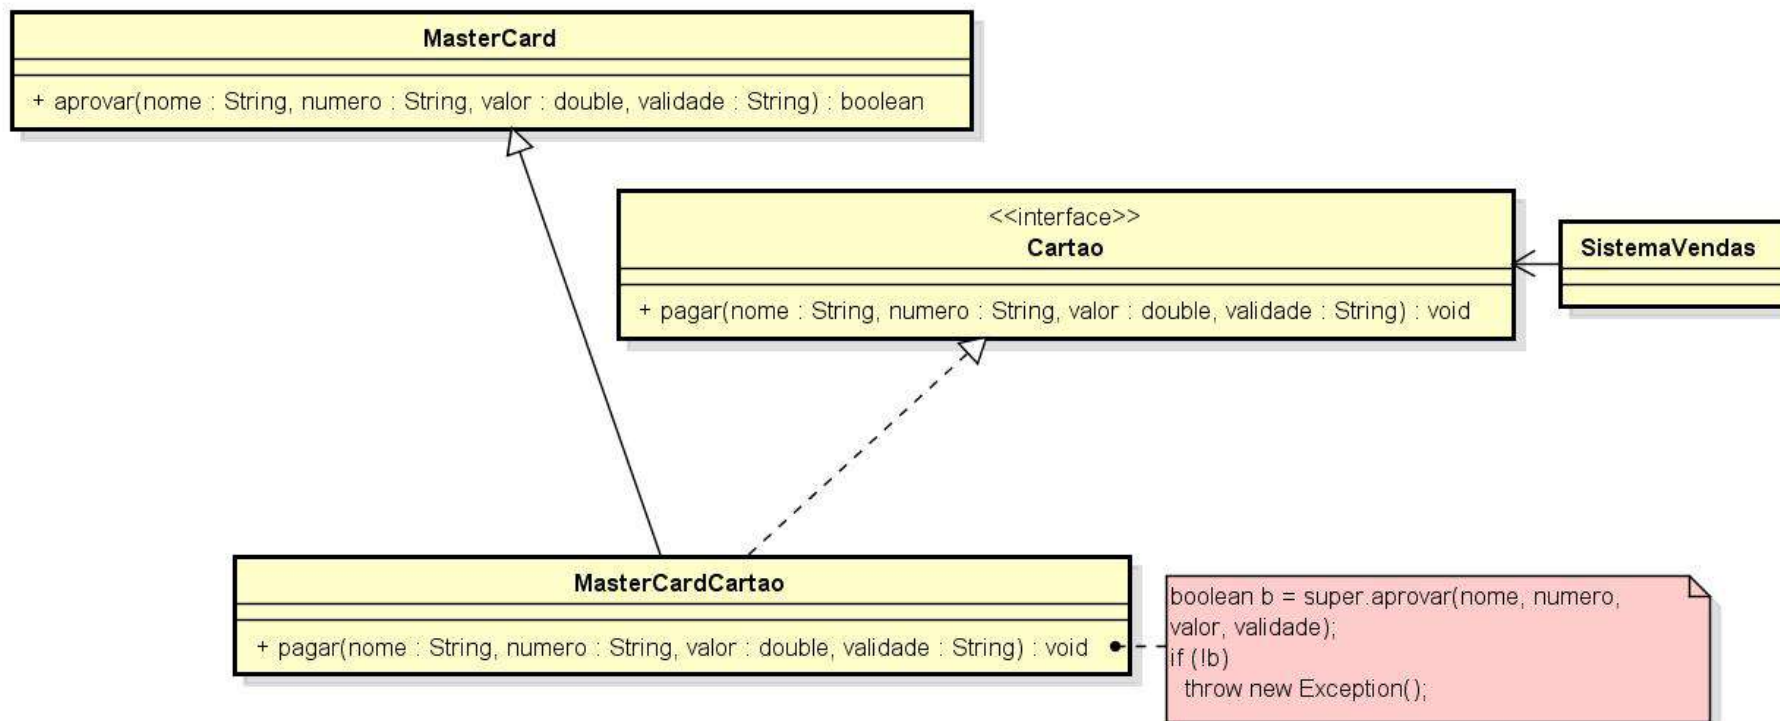 MasterCard
+ aprovar(nome : String, numero : String, valor : double, validade : String) : boolean
<<interface>>
Cartao
+ pagar(nome : String, numero : String, valor : double, validade : String) : void
SistemaVendas
MasterCardCartao
+ pagar(nome : String, numero : String, valor : double, validade : String) : void
boolean b = super.aprovar(nome, numero,
valor, validade);
if (!b)
throw new Exception();